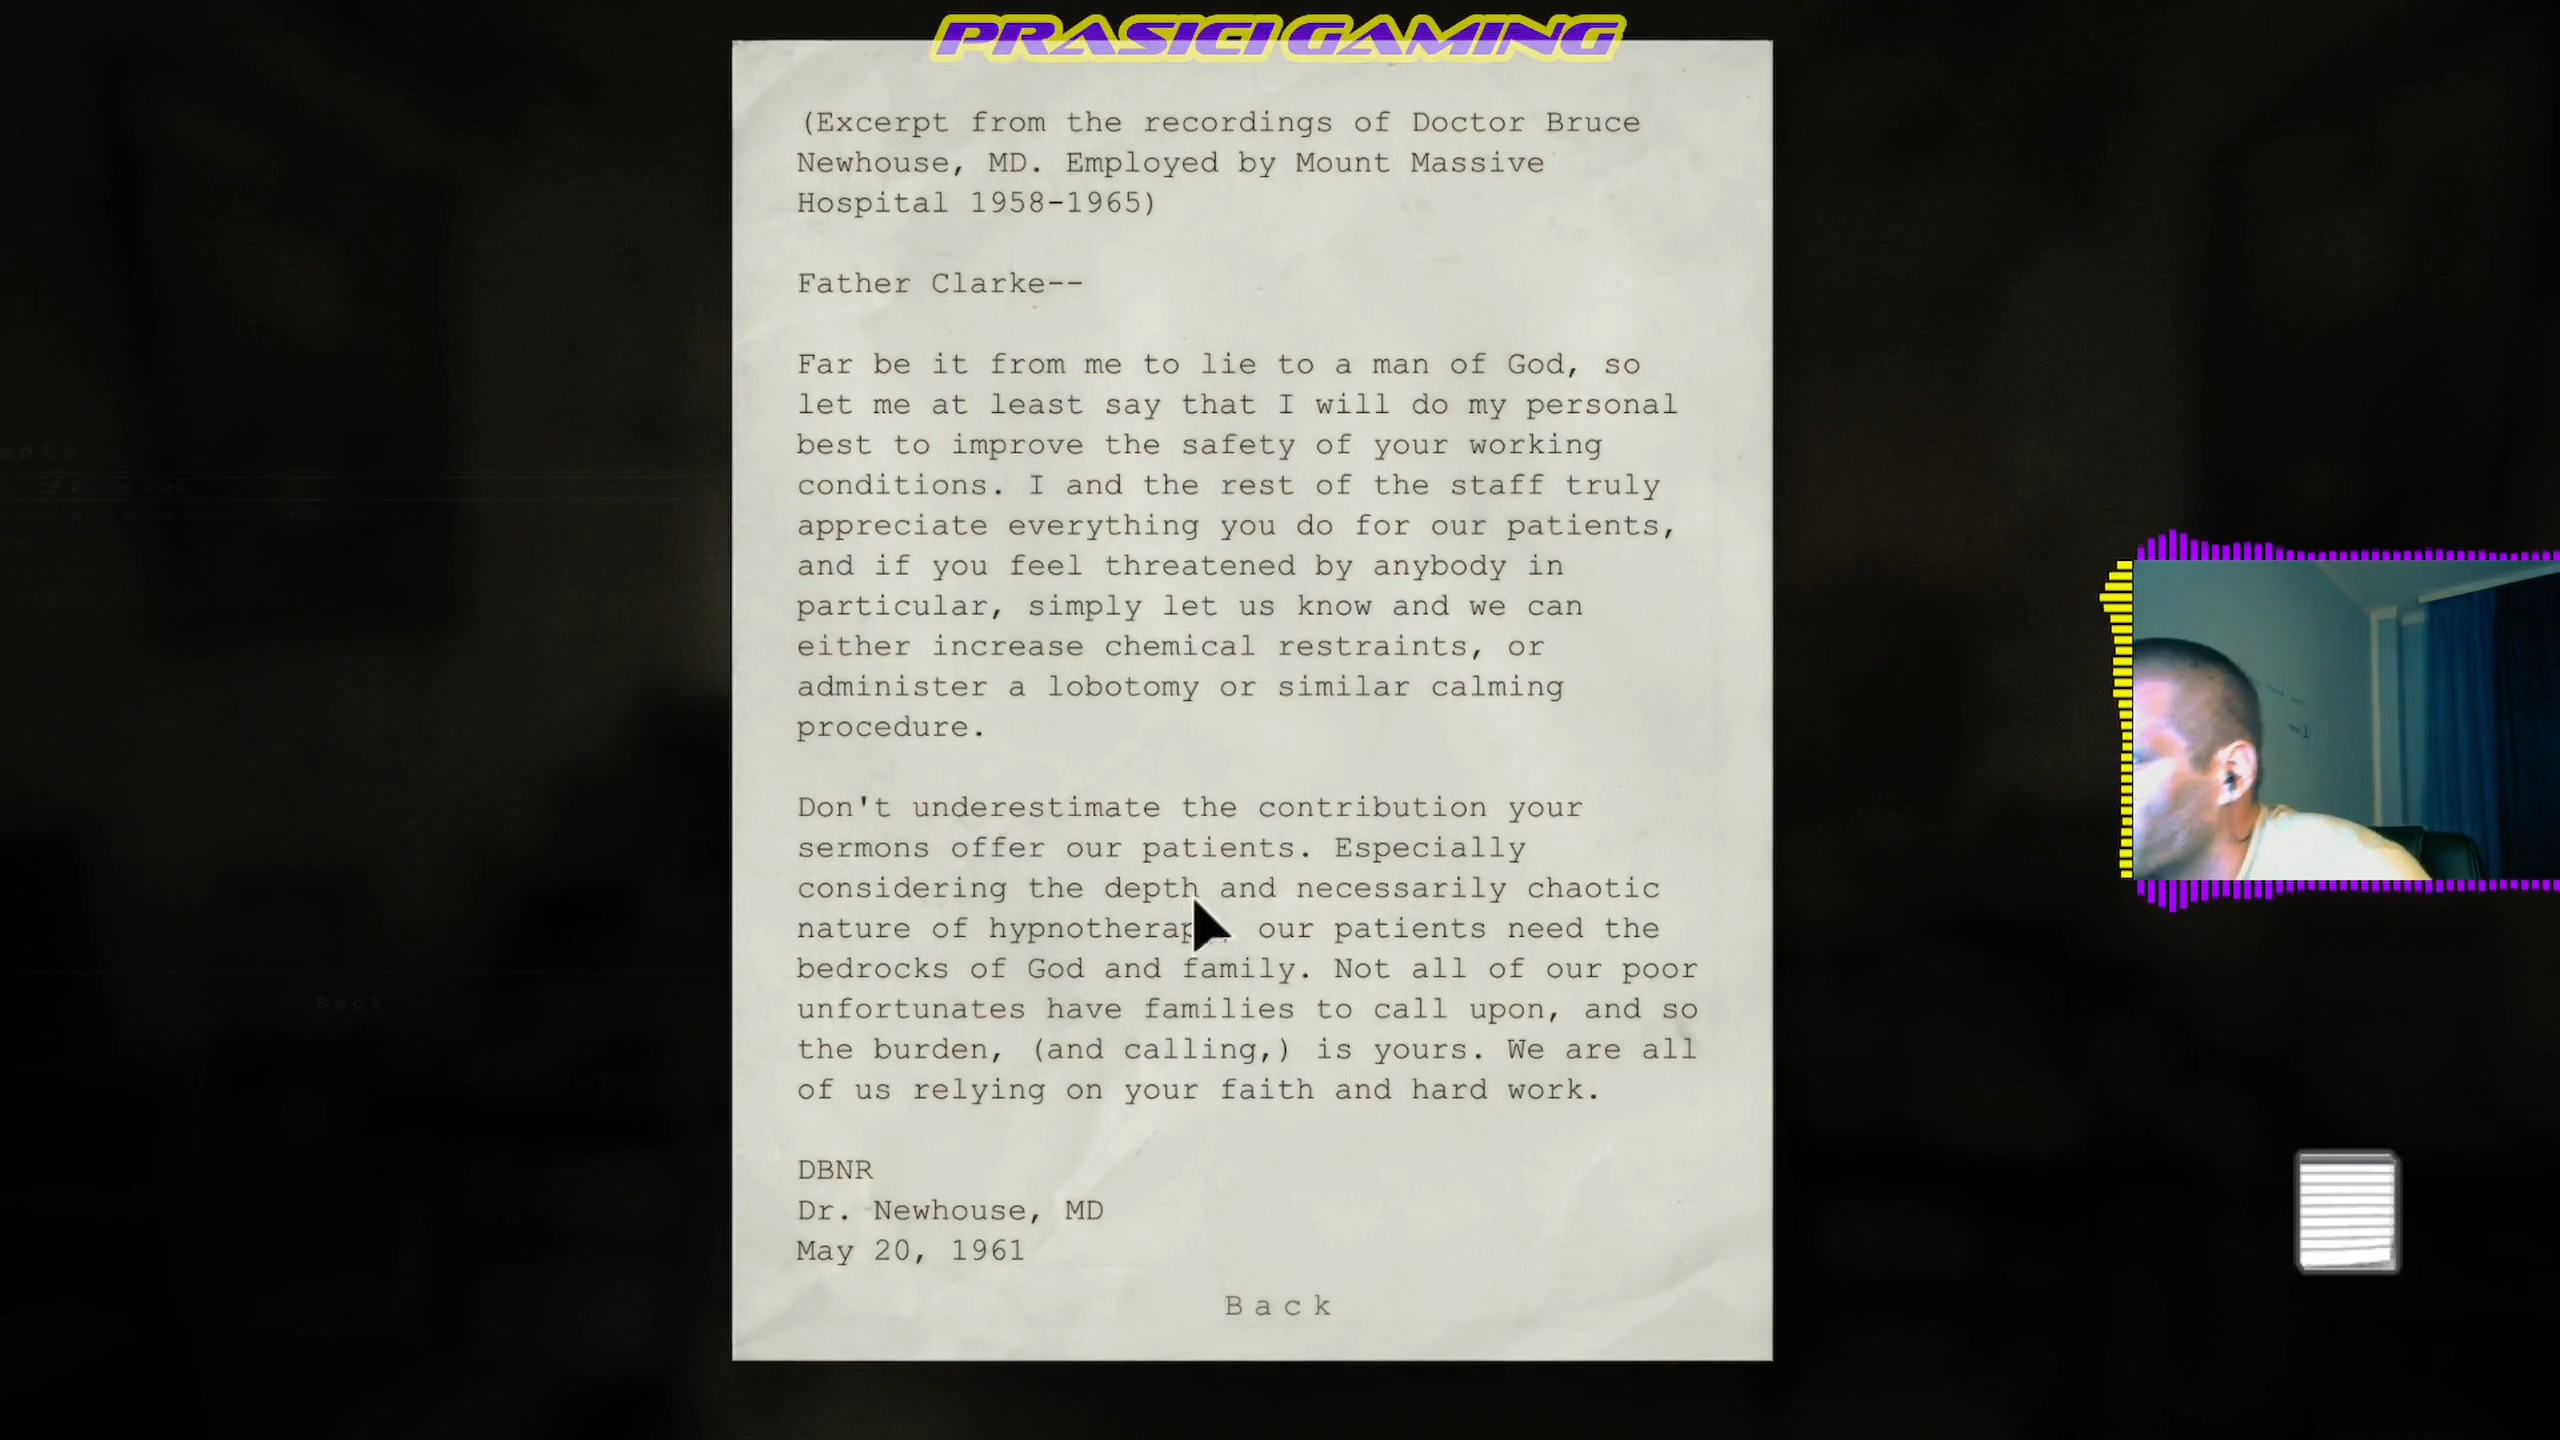 PRASICI GAMING
(Excerpt from the recordings of Doctor Bruce
Newhouse, MD. Employed by Mount Massive
Hospital 1958-1965)
Father Clarke--
Far be it from me to lie to a man of God, so
let me at least say that I will do my personal
best to improve the safety of your working
conditions. I and the rest of the staff truly
appreciate everything you do for our patients,
and if you feel threatened by anybody in
particular, simply let us know and we can
either increase chemical restraints, or
administer a lobotomy or similar calming
procedure.
Don't underestimate the contribution your
sermons offer our patients. Especially
considering the depth and necessarily chaotic
nature of hypnotherapy, our patients need the
bedrocks of God and family. Not all of our poor
unfortunates have families to call upon, and so
the burden, (and calling,) is yours. We are all
of us relying on your faith and hard work.
DBNR
Dr. Newhouse, MD
May 20, 1961
Back
Back